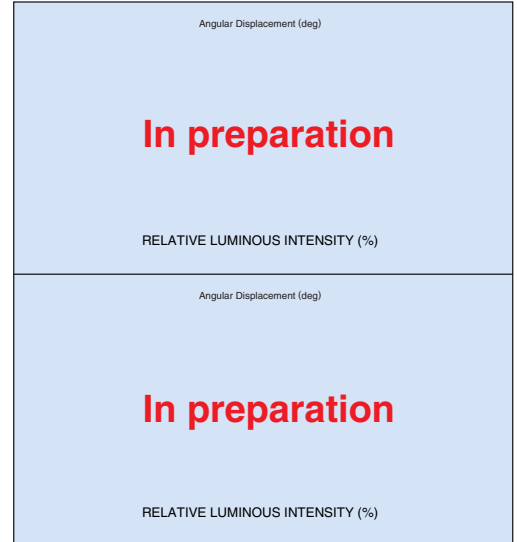 Angular Displacement (deg)
In preparation
RELATIVE LUMINOUS INTENSITY (%)
Angular Displacement (deg)
In preparation
RELATIVE LUMINOUS INTENSITY (%)